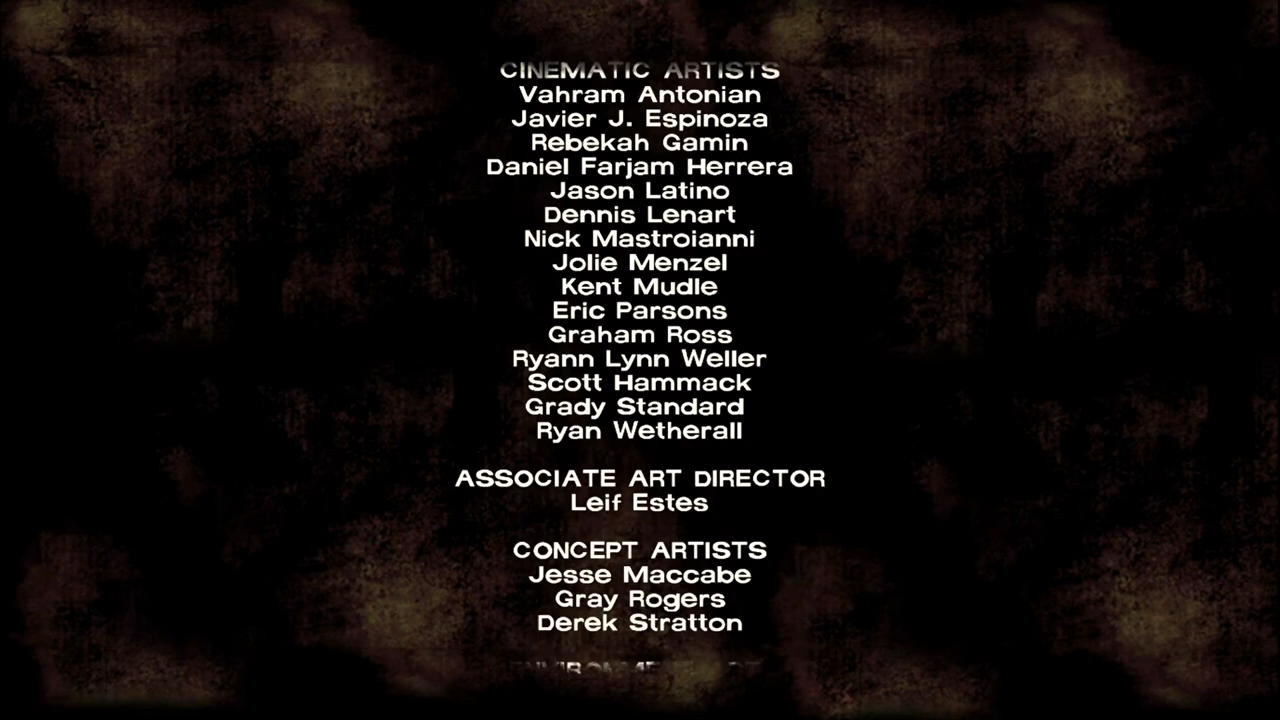 CINEMATIC ARTISTS
Vahram Antonian
Javier J. Espinoza
Rebekah Gamin
Daniel Farjam Herrera
Jason Latino
Dennis Lenart
Nick Mastroianni
Jolie Menzel
Kent Mudle
Eric Parsons
Graham Ross
Ryann Lynn Weller
Scott Hammack
Grady Standard
Ryan Wetherall
ASSOCIATE ART DIRECTOR
Leif Estes
CONCEPT ARTISTS
Jesse Maccabe
Gray Rogers
Derek Stratton